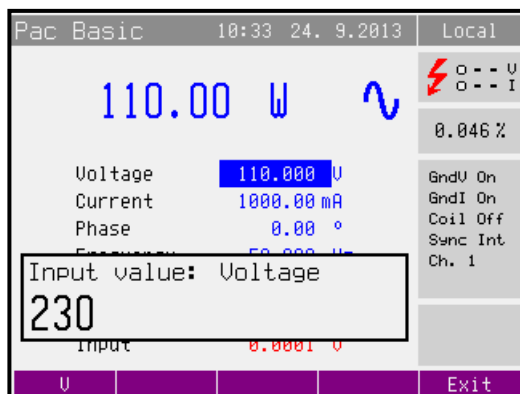 Pac Basic 10:33 24. 9.2013 Local
110.00 W
V
I
0.046 %
Voltage 110.000 V
Current 1000.00 mA
Phase 0.00 °
GndU On
GndI On
Coil Off
Sync Int
Ch. 1
Input value: Voltage
230
Input 0.0001 V
V Exit